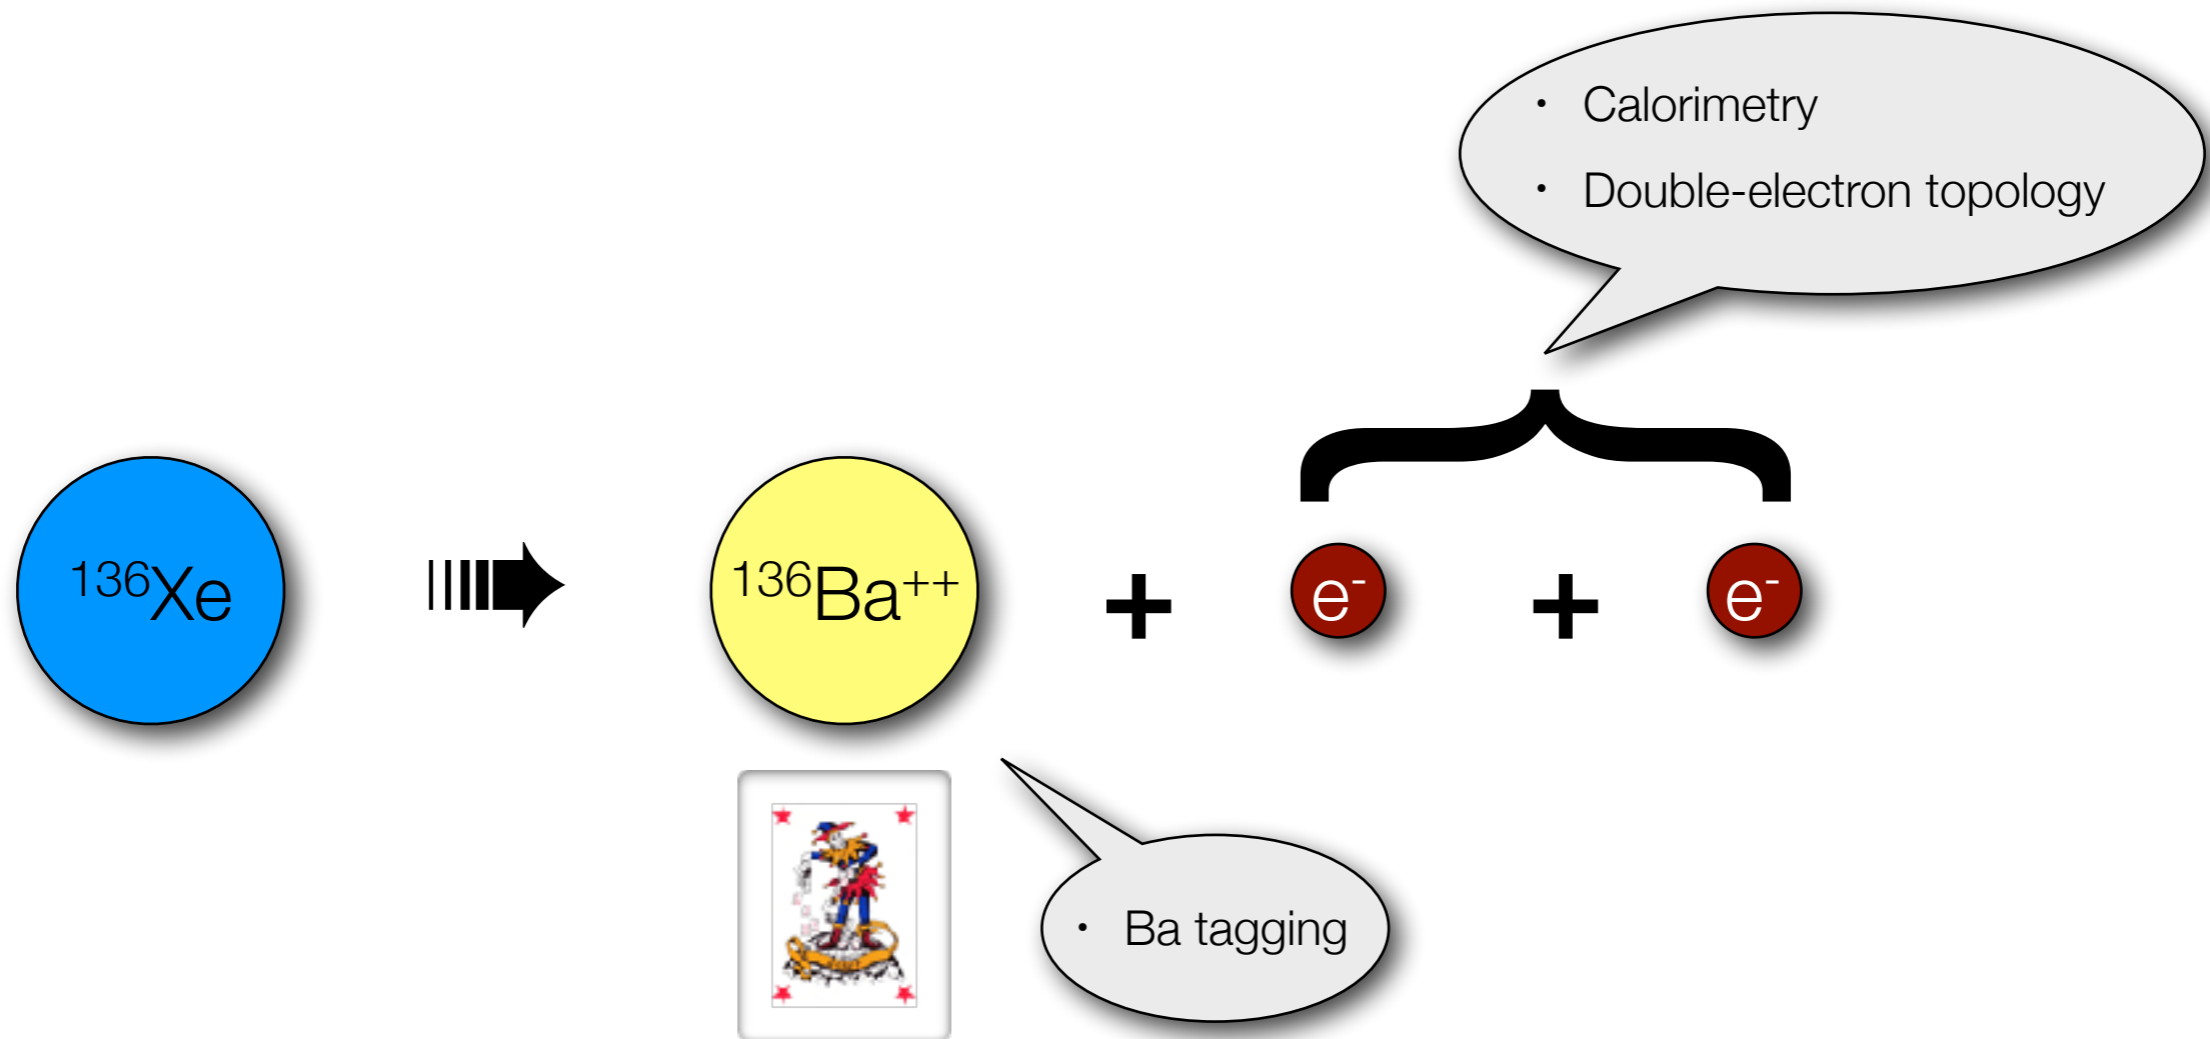 • Calorimetry
• Double-electron topology
¹³⁶Xe
¹³⁶Ba⁺⁺
+
e⁻
+
e⁻
• Ba tagging